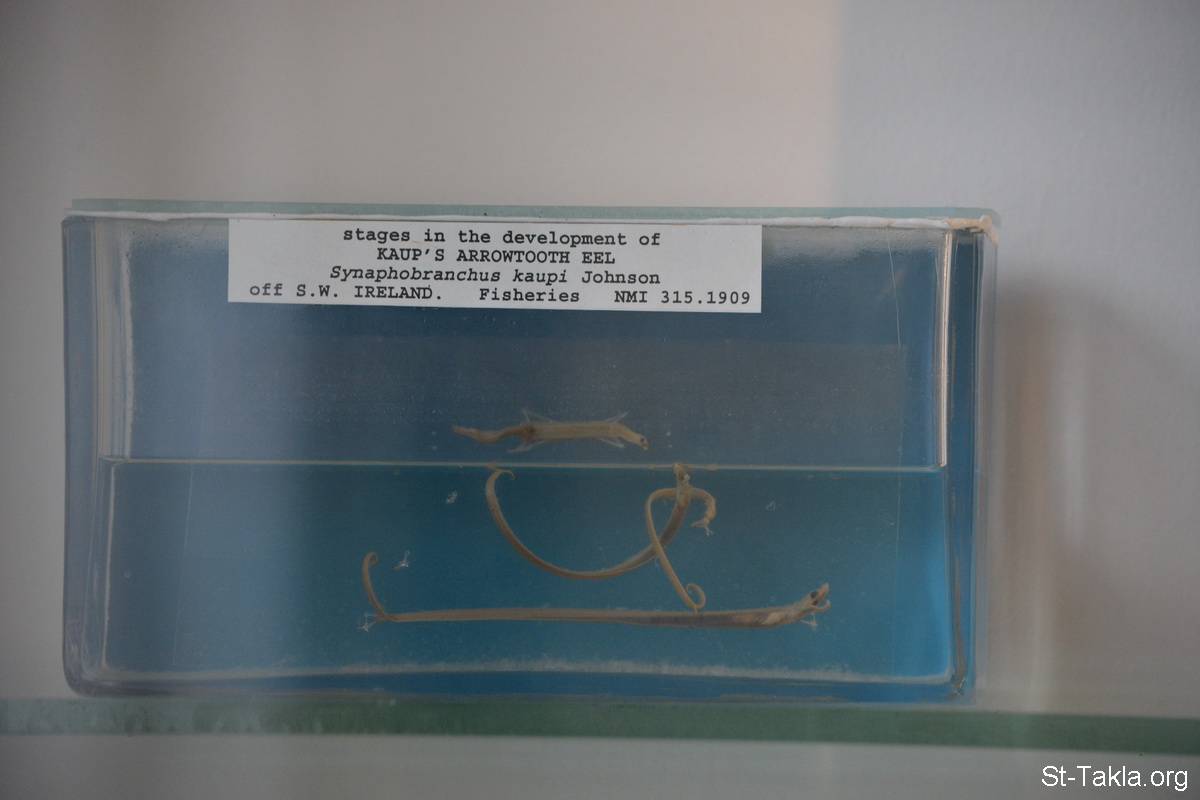 stages in the development of
KAUP'S ARROWTOOTH EEL
Synaphobranchus kaupi Johnson
off S.W. IRELAND. Fisheries NMI 315.1909
St-Takla.org